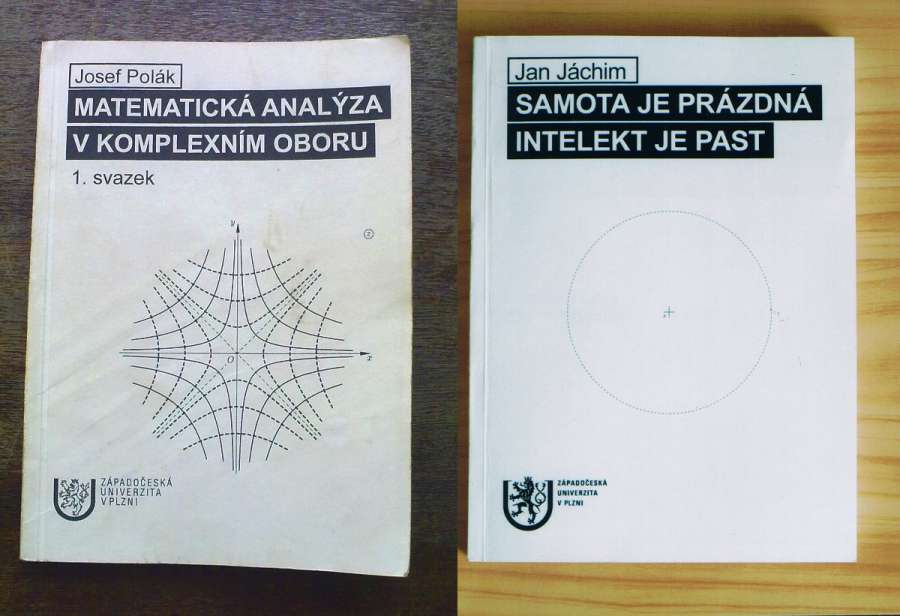 Josef Polák
MATEMATICKÁ ANALÝZA
V KOMPLEXNÍM OBORU
1. svazek
y
z
O
x
ZÁPADOČESKÁ
UNIVERZITA
V PLZNI
Jan Jáchim
SAMOTA JE PRÁZDNÁ
INTELEKT JE PAST
ZÁPADOČESKÁ
UNIVERZITA
V PLZNI